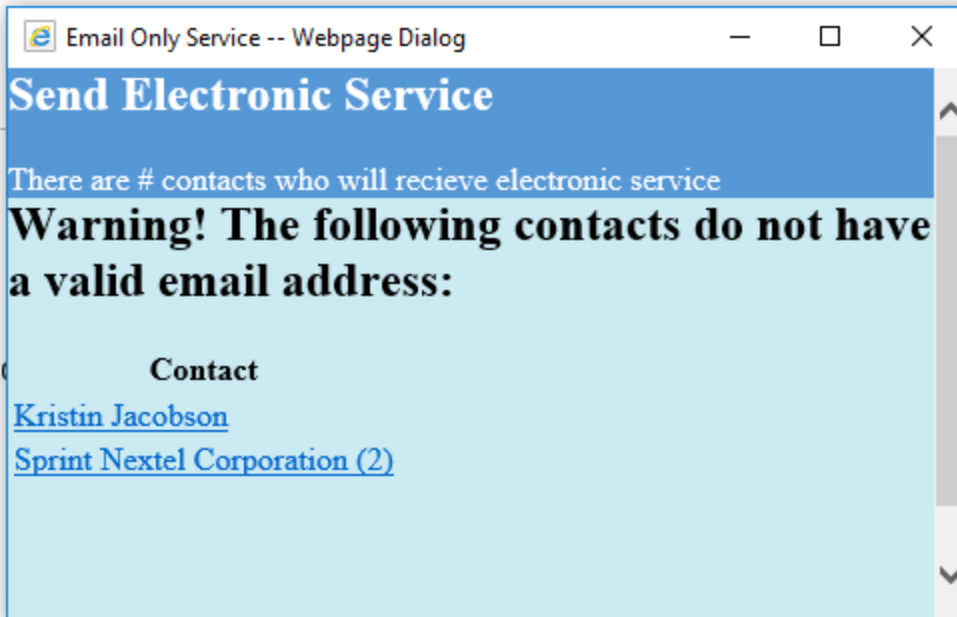 Email Only Service -- Webpage Dialog
Send Electronic Service
There are # contacts who will recieve electronic service
Warning! The following contacts do not have
a valid email address:
Contact
Kristin Jacobson
Sprint Nextel Corporation (2)